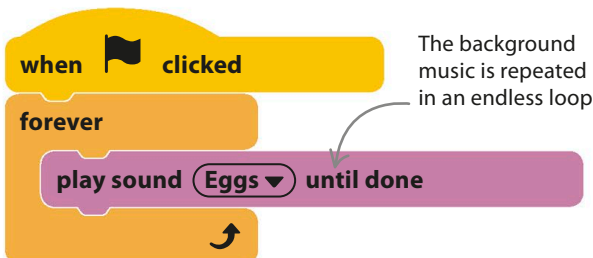 when clicked
The background
music is repeated
in an endless loop
forever
play sound Eggs until done